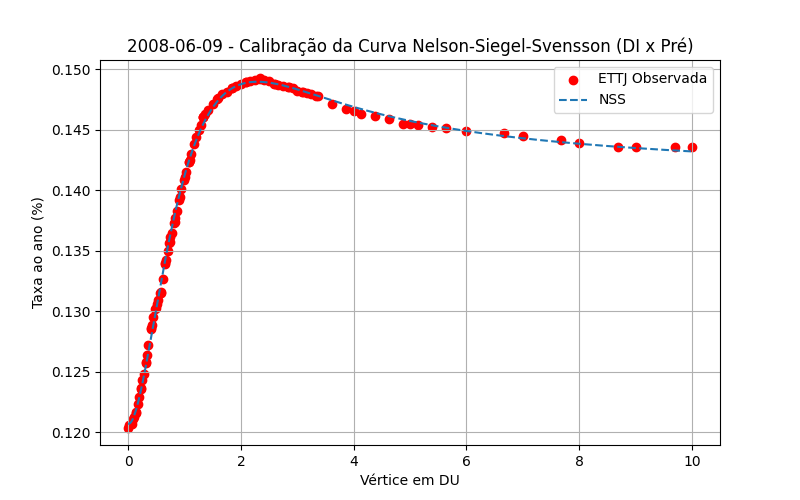 2008-06-09 - Calibração da Curva Nelson-Siegel-Svensson (DI x Pré)
ETTJ Observada
NSS
Taxa ao ano (%)
0.150
0.145
0.140
0.135
0.130
0.125
0.120
0 2 4 6 8 10
Vértice em DU